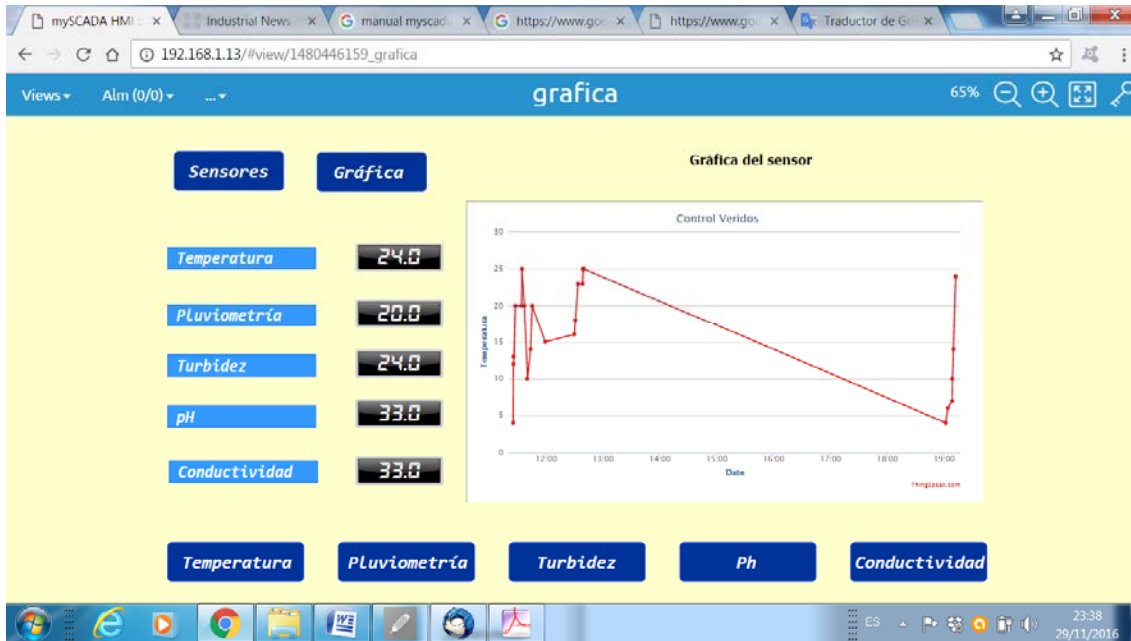 mySCADA HMI :
Industrial News
manual myscad
https://www.goo
https://www.go
Traductor de G
192.168.1.13/#view/1480446159_grafica
Views Alm (0/0) ... grafica 65%
Sensores Gráfica
Gráfica del sensor
Control Veridos
Temperatura 24.0
Pluviometría 20.0
Turbidez 24.0
pH 33.0
Conductividad 33.0
30
25
20
15
10
5
0
Temperatura
12:00 13:00 14:00 15:00 16:00 17:00 18:00 19:00
Date
ThingSpeak.com
Temperatura Pluviometría Turbidez Ph Conductividad
ES
23:38
29/11/2016